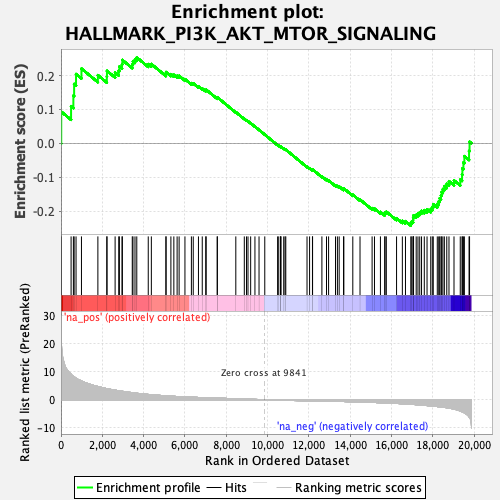 Enrichment plot:
HALLMARK_PI3K_AKT_MTOR_SIGNALING
Enrichment score (ES)
0.2
0.1
0.0
-0.1
-0.2
'na_pos' (positively correlated)
Ranked list metric (PreRanked)
30
20
10
0
-10
Zero cross at 9841
'na_neg' (negatively correlated)
0
2,000
4,000
6,000
8,000
10,000
12,000
14,000
16,000
18,000
20,000
Rank in Ordered Dataset
Enrichment profile
Hits
Ranking metric scores